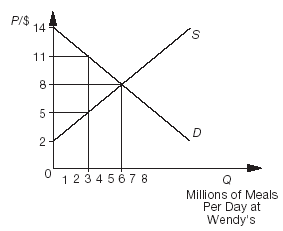 P/$
14
S
11
8
5
2
D
0
1 2 3 4 5 6 7 8
Q
Millions of Meals
Per Day at
Wendy's